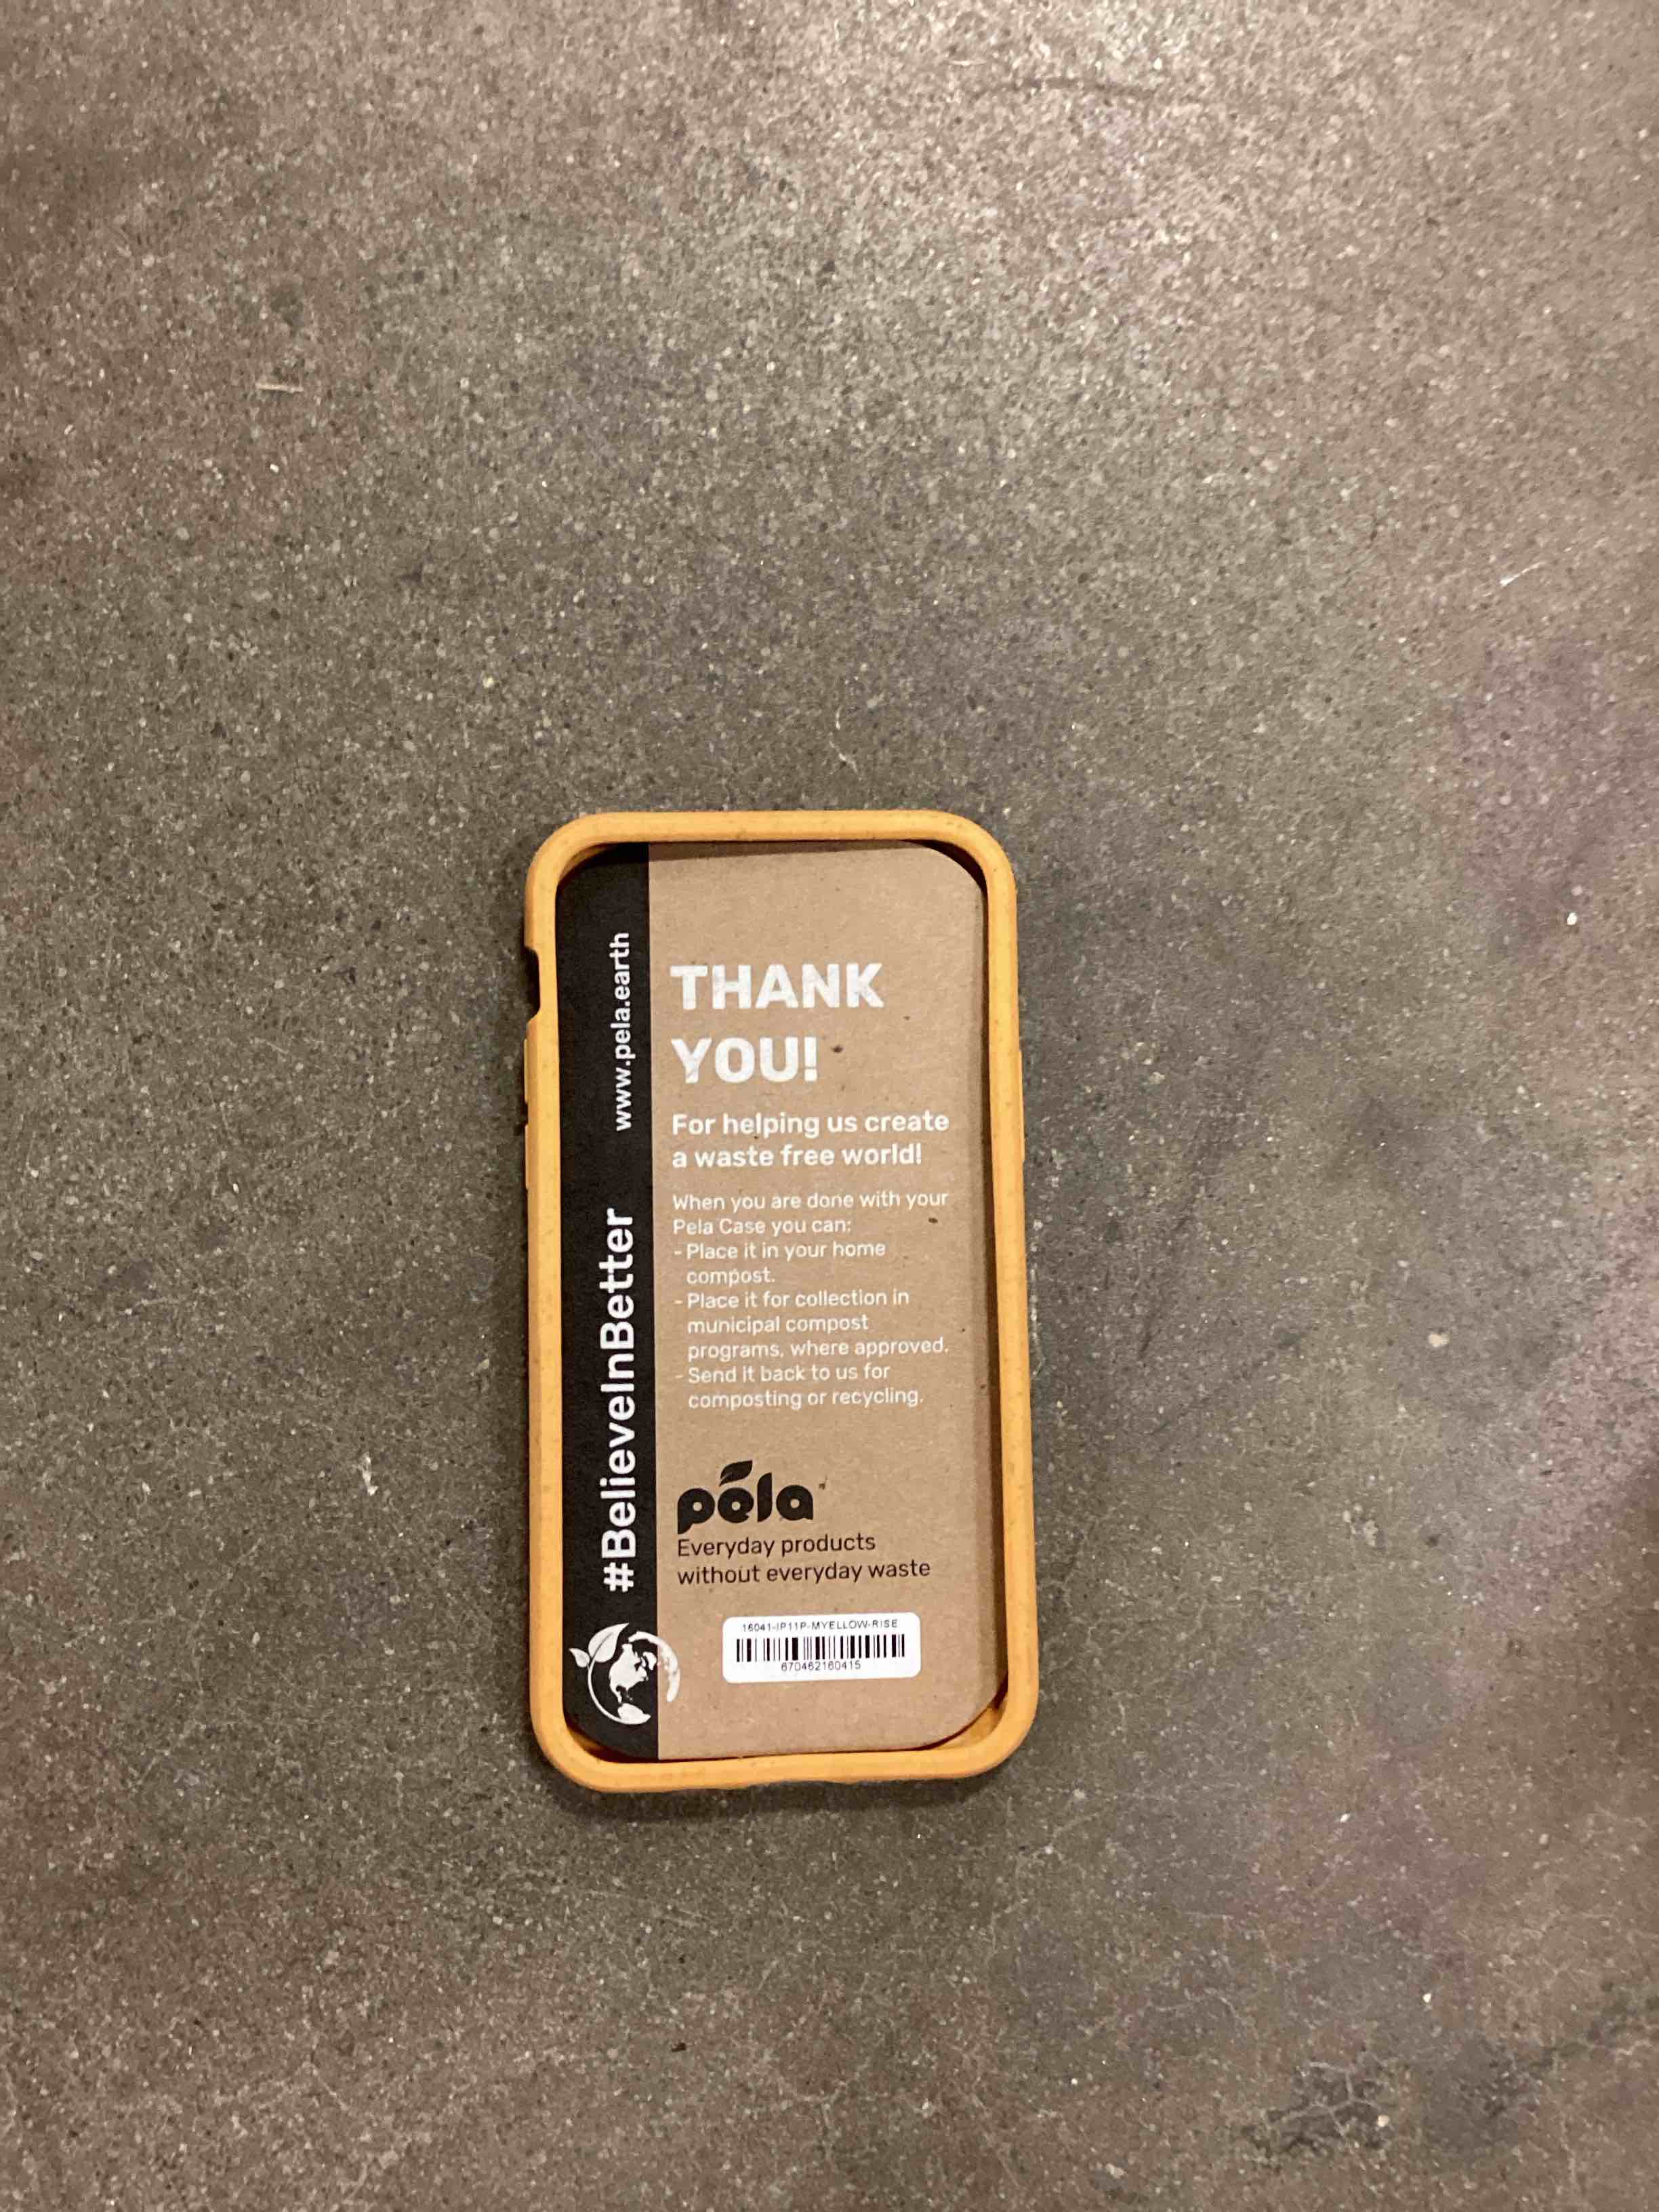 www.pela.earth
#BelieveInBetter
THANK
YOU!
For helping us create
a waste free world!
When you are done with your
Pela Case you can:
- Place it in your home
compost.
- Place it for collection in
municipal compost
programs, where approved.
- Send it back to us for
composting or recycling.
pela
Everyday products
without everyday waste
16041-IP11P-MYELLOW-RISE
670462160415